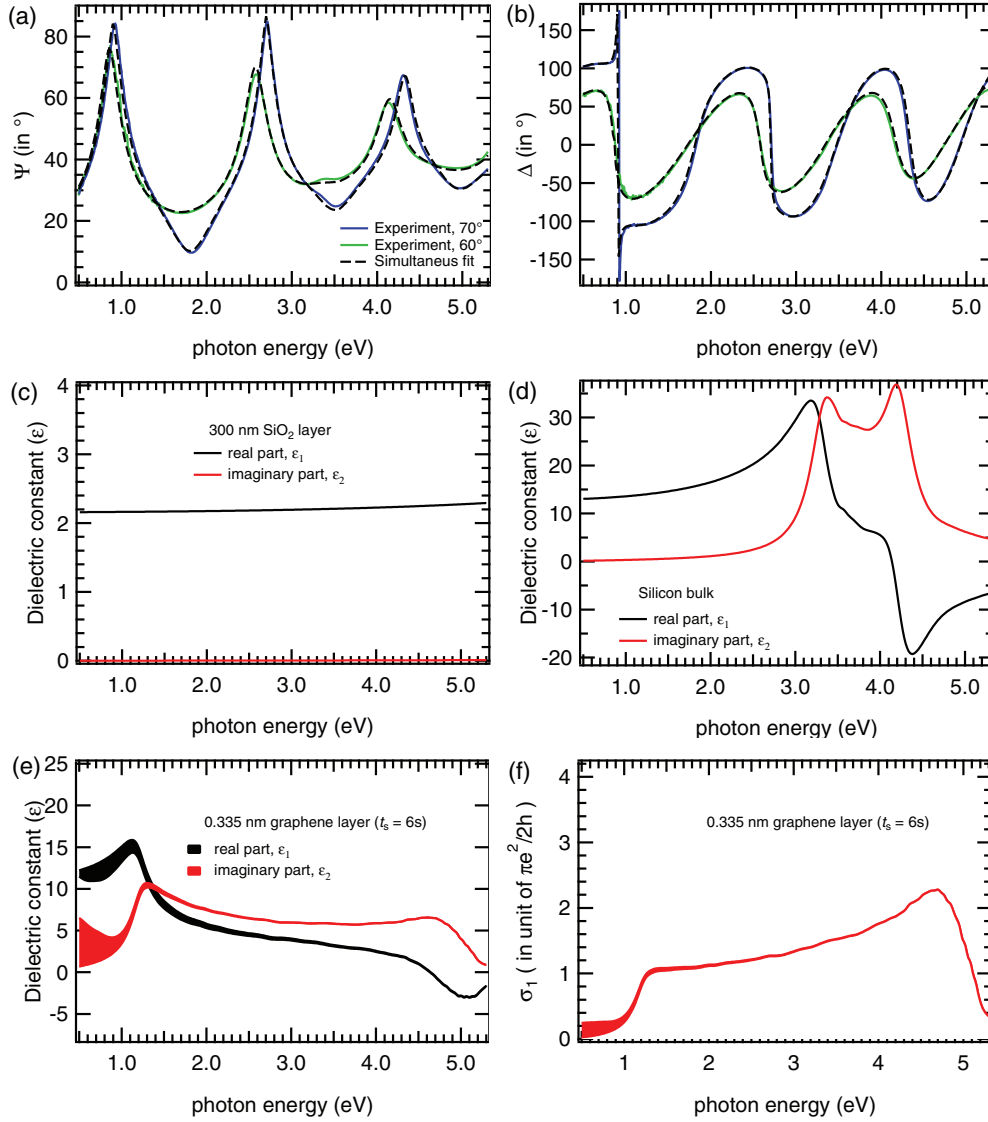 (a)
80
60
40
20
0
Ψ (in °)
Experiment, 70°
Experiment, 60°
Simultaneus fit
1.0 2.0 3.0 4.0 5.0
photon energy (eV)
(b)
150
100
50
0
-50
-100
-150
Δ (in °)
1.0 2.0 3.0 4.0 5.0
photon energy (eV)
(c)
4
3
2
1
0
Dielectric constant (ε)
300 nm SiO₂ layer
real part, ε₁
imaginary part, ε₂
1.0 2.0 3.0 4.0 5.0
photon energy (eV)
(d)
30
20
10
0
-10
-20
Dielectric constant (ε)
Silicon bulk
real part, ε₁
imaginary part, ε₂
1.0 2.0 3.0 4.0 5.0
photon energy (eV)
(e)
25
20
15
10
5
0
-5
Dielectric constant (ε)
0.335 nm graphene layer (tₛ = 6s)
real part, ε₁
imaginary part, ε₂
1.0 2.0 3.0 4.0 5.0
photon energy (eV)
(f)
4
3
2
1
0
σ₁ ( in unit of πe²/2h )
0.335 nm graphene layer (tₛ = 6s)
1 2 3 4 5
photon energy (eV)